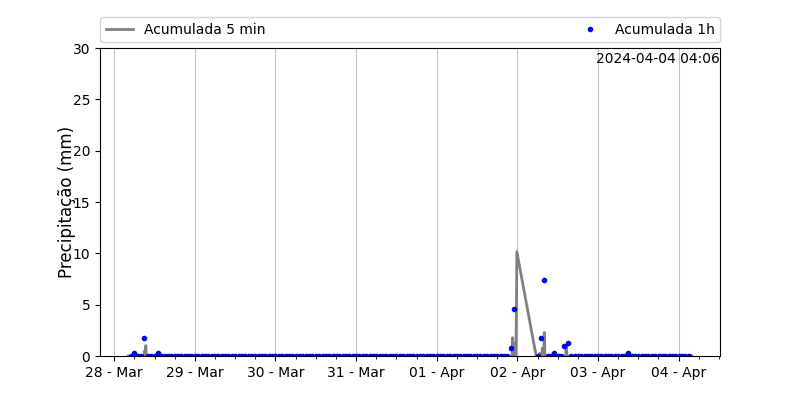 Acumulada 5 min
Acumulada 1h
2024-04-04 04:06
Precipitação (mm)
30
25
20
15
10
5
0
28 - Mar
29 - Mar
30 - Mar
31 - Mar
01 - Apr
02 - Apr
03 - Apr
04 - Apr